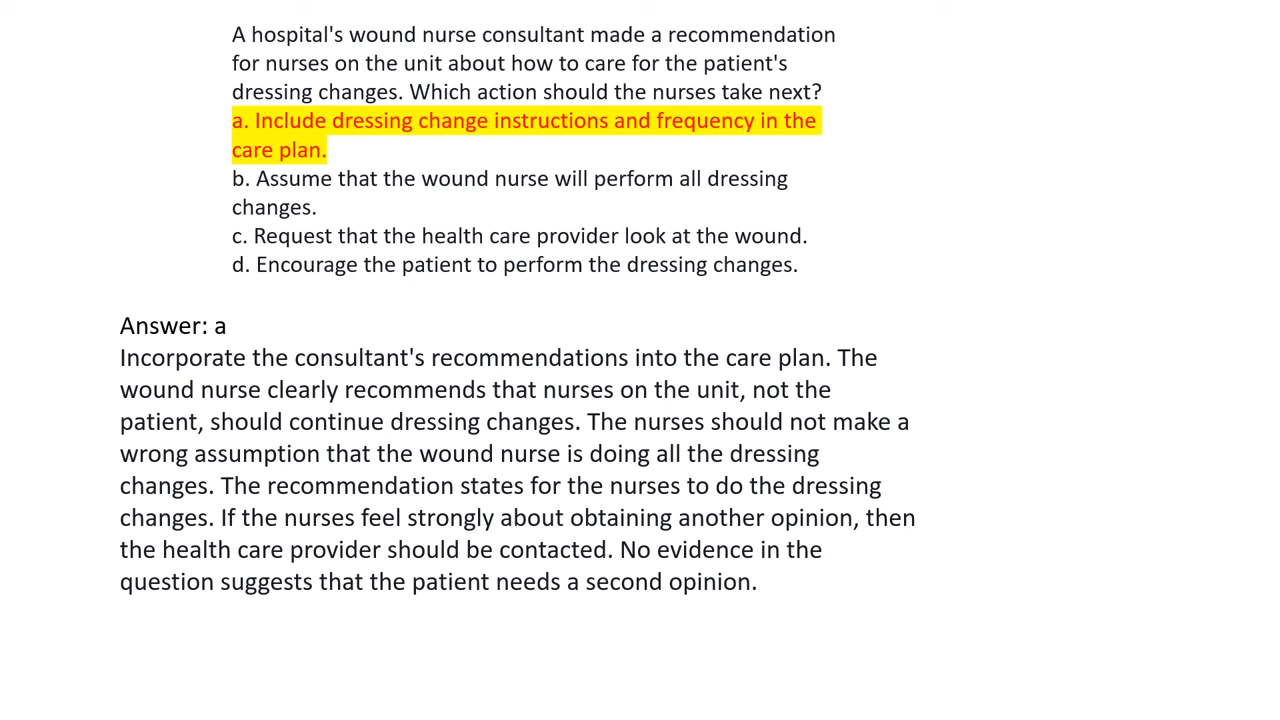 A hospital's wound nurse consultant made a recommendation
for nurses on the unit about how to care for the patient's
dressing changes. Which action should the nurses take next?
a. Include dressing change instructions and frequency in the
care plan.
b. Assume that the wound nurse will perform all dressing
changes.
c. Request that the health care provider look at the wound.
d. Encourage the patient to perform the dressing changes.
Answer: a
Incorporate the consultant's recommendations into the care plan. The
wound nurse clearly recommends that nurses on the unit, not the
patient, should continue dressing changes. The nurses should not make a
wrong assumption that the wound nurse is doing all the dressing
changes. The recommendation states for the nurses to do the dressing
changes. If the nurses feel strongly about obtaining another opinion, then
the health care provider should be contacted. No evidence in the
question suggests that the patient needs a second opinion.